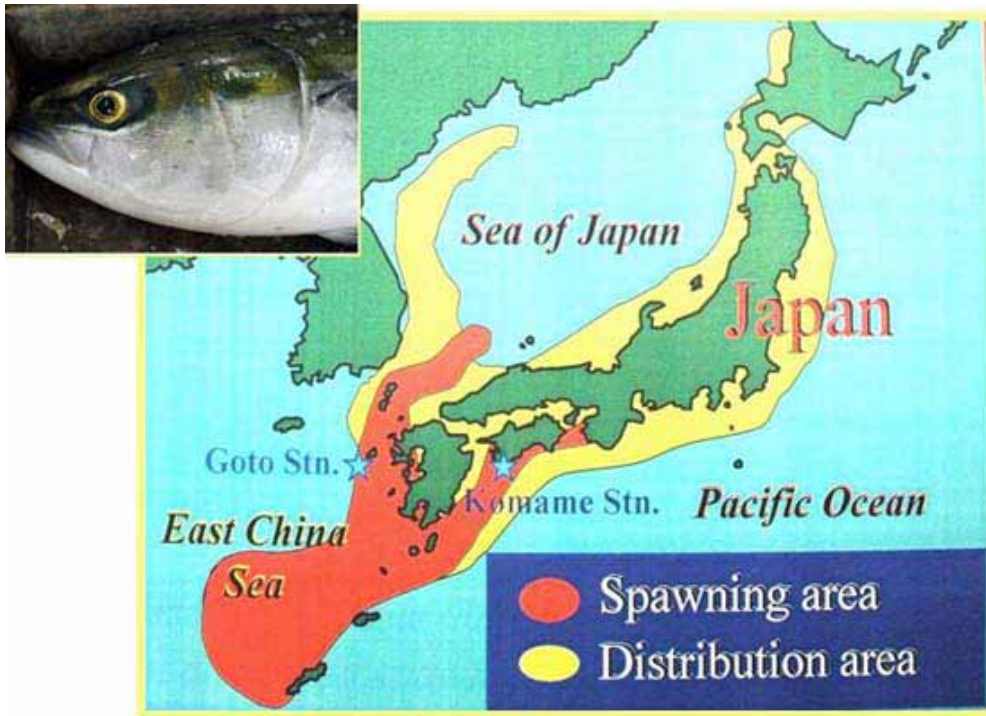 Sea of Japan
Japan
Goto Stn.
Komame Stn.
Pacific Ocean
East China
Sea
Spawning area
Distribution area